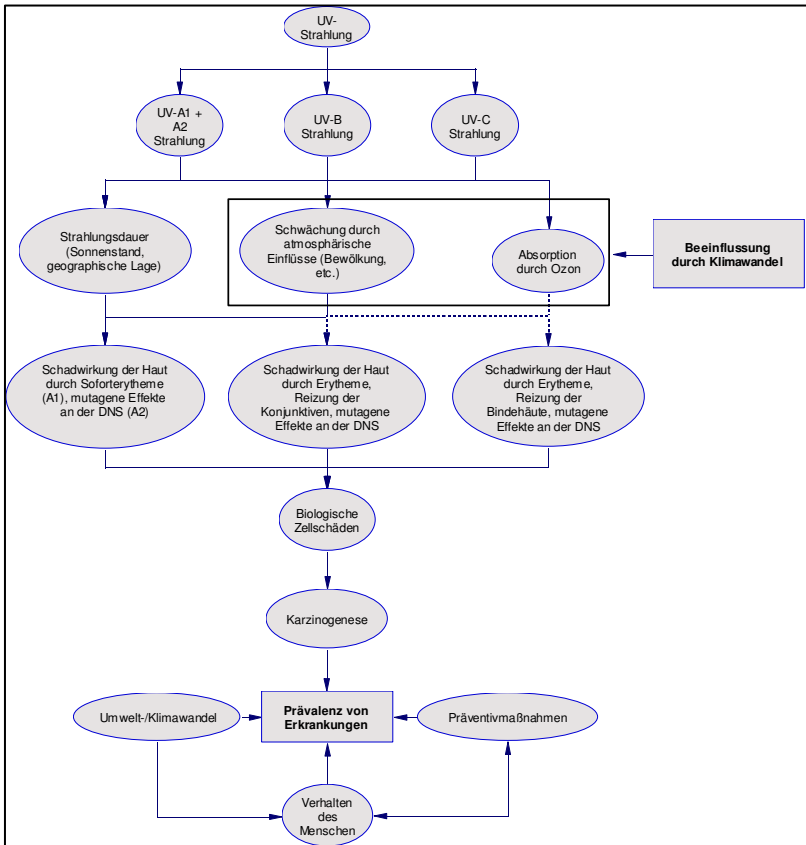 UV-
Strahlung
UV-A1 +
A2
Strahlung
UV-B
Strahlung
UV-C
Strahlung
Strahlungsdauer
(Sonnenstand,
geographische Lage)
Schwächung durch
atmosphärische
Einflüsse (Bewölkung,
etc.)
Absorption
durch Ozon
Beeinflussung
durch Klimawandel
Schadwirkung der Haut
durch Soforterytheme
(A1), mutagene Effekte
an der DNS (A2)
Schadwirkung der Haut
durch Erytheme,
Reizung der
Konjunktiven, mutagene
Effekte an der DNS
Schadwirkung der Haut
durch Erytheme,
Reizung der
Bindehäute, mutagene
Effekte an der DNS
Biologische
Zellschäden
Karzinogenese
Umwelt-/Klimawandel
Prävalenz von
Erkrankungen
Präventivmaßnahmen
Verhalten
des
Menschen